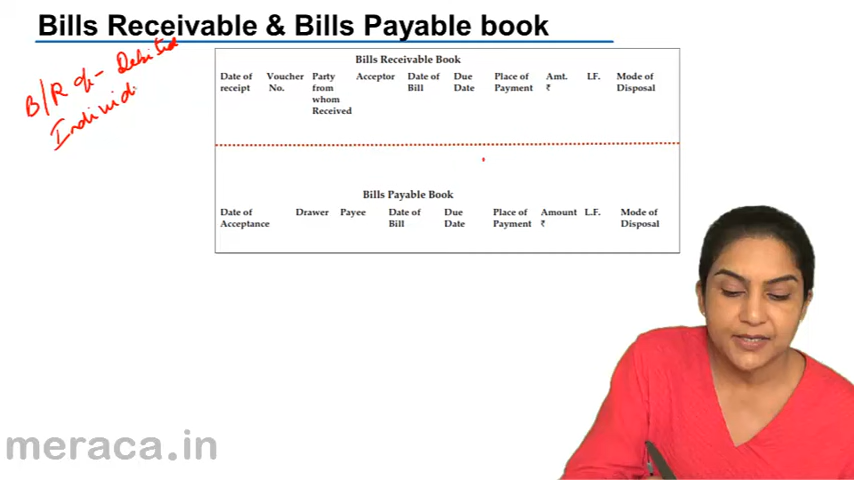 Bills Receivable & Bills Payable book
B/R a/c - Debited
Individ
Bills Receivable Book
Date of receipt Voucher No. Party from whom Received Acceptor Date of Bill Due Date Place of Payment Amt. ₹ LF. Mode of Disposal
Bills Payable Book
Date of Acceptance Drawer Payee Date of Bill Due Date Place of Payment Amount ₹ L.F. Mode of Disposal
meraca.in